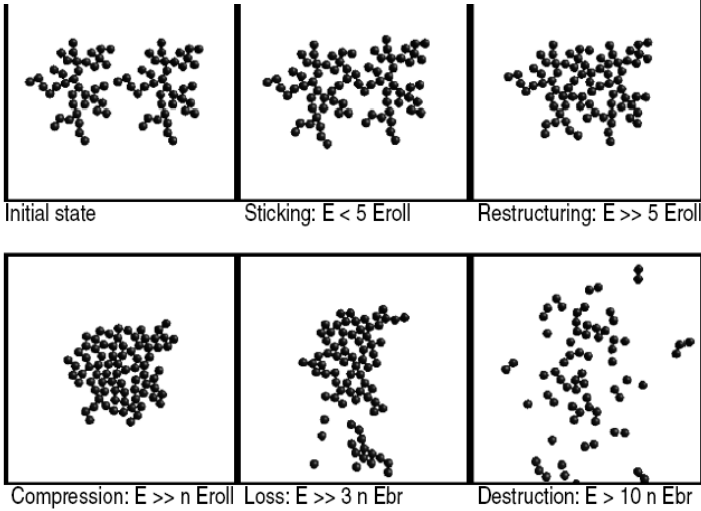 Initial state
Sticking: E < 5 Eroll
Restructuring: E >> 5 Eroll
Compression: E >> n Eroll
Loss: E >> 3 n Ebr
Destruction: E > 10 n Ebr